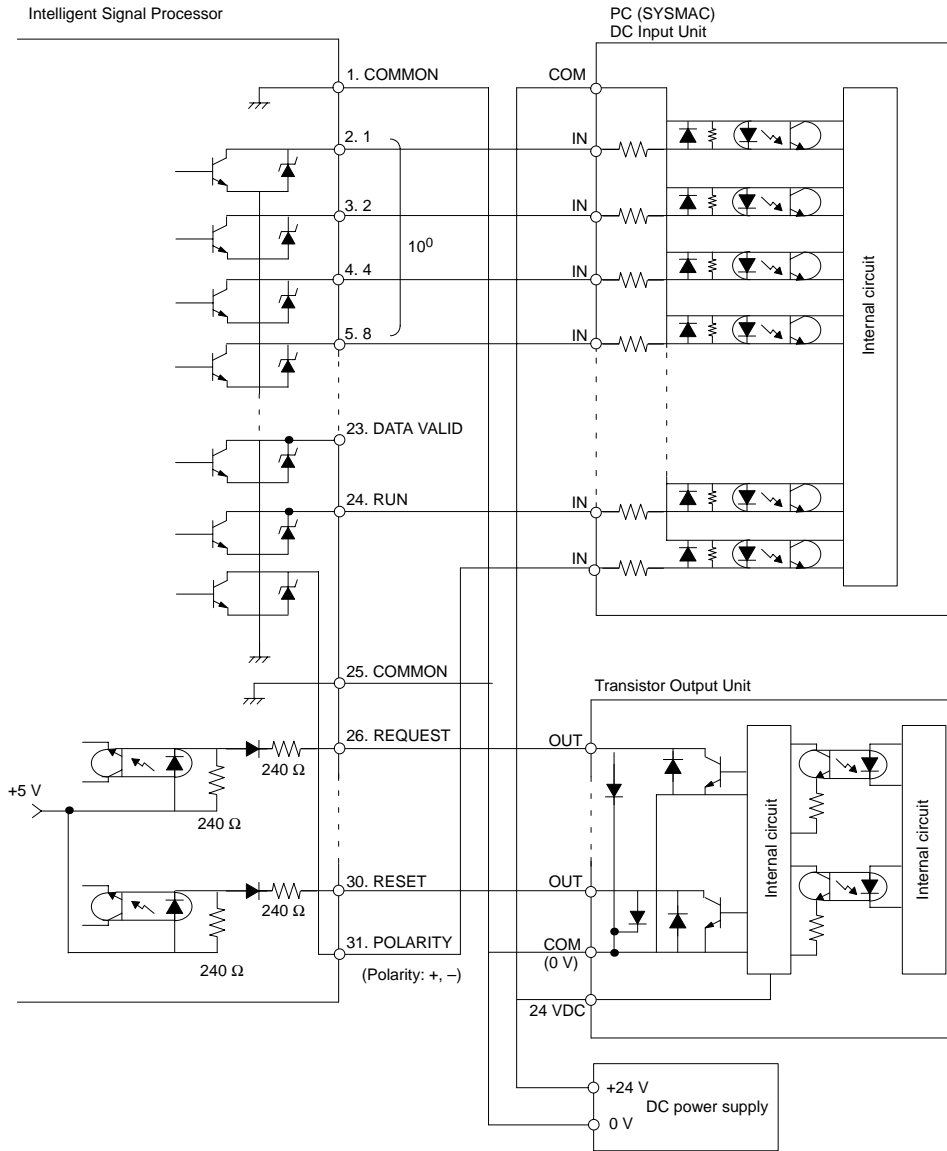 Intelligent Signal Processor
PC (SYSMAC)
DC Input Unit
1. COMMON
COM
2. 1
IN
3. 2
IN
10⁰
4. 4
IN
5. 8
IN
Internal circuit
23. DATA VALID
24. RUN
IN
IN
25. COMMON
Transistor Output Unit
26. REQUEST
OUT
240 Ω
+5 V
240 Ω
Internal circuit
Internal circuit
30. RESET
OUT
240 Ω
31. POLARITY
COM
(0 V)
240 Ω
(Polarity: +, –)
24 VDC
+24 V
DC power supply
0 V